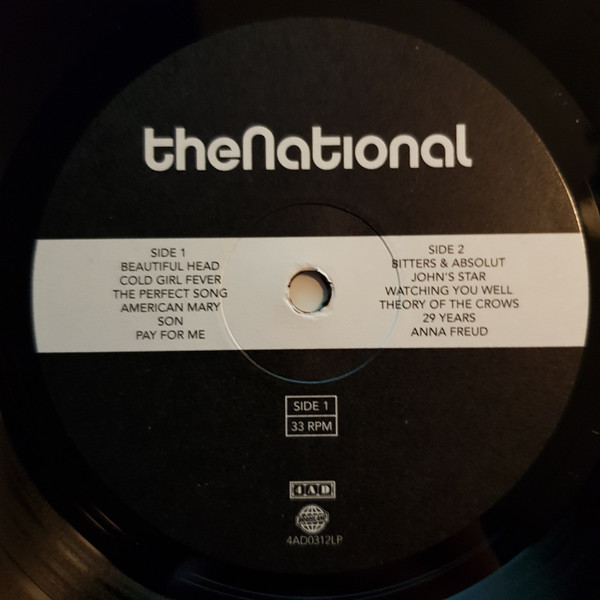 theNational
SIDE 1
BEAUTIFUL HEAD
COLD GIRL FEVER
THE PERFECT SONG
AMERICAN MARY
SON
PAY FOR ME
SIDE 2
BITTERS & ABSOLUT
JOHN'S STAR
WATCHING YOU WELL
THEORY OF THE CROWS
29 YEARS
ANNA FREUD
SIDE 1
33 RPM
4AD
4AD0312LP